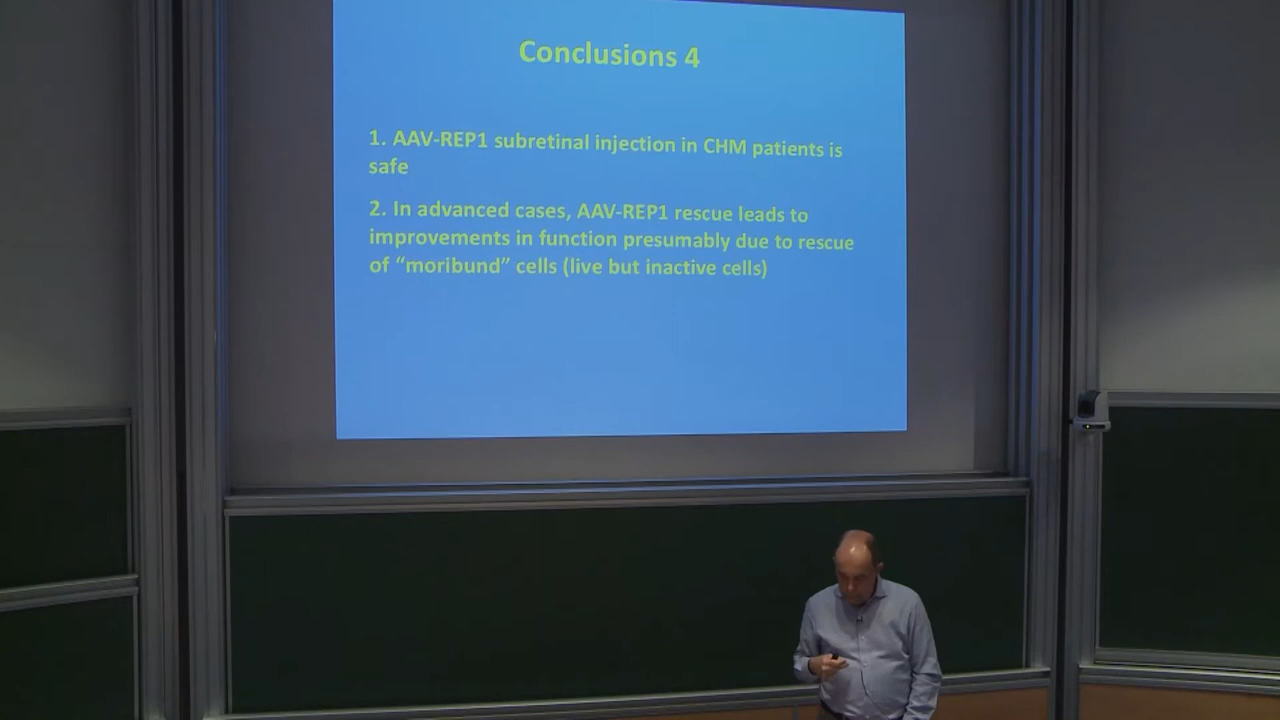 Conclusions 4
1. AAV-REP1 subretinal injection in CHM patients is
safe
2. In advanced cases, AAV-REP1 rescue leads to
improvements in function presumably due to rescue
of “moribund” cells (live but inactive cells)